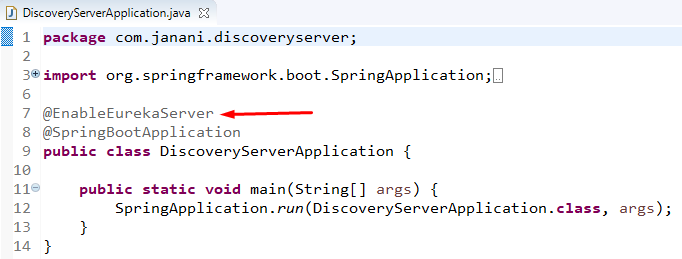 DiscoveryServerApplication.java
1 package com.janani.discoveryserver;
2
3 import org.springframework.boot.SpringApplication;
6
7 @EnableEurekaServer
8 @SpringBootApplication
9 public class DiscoveryServerApplication {
10
11 public static void main(String[] args) {
12 SpringApplication.run(DiscoveryServerApplication.class, args);
13 }
14 }